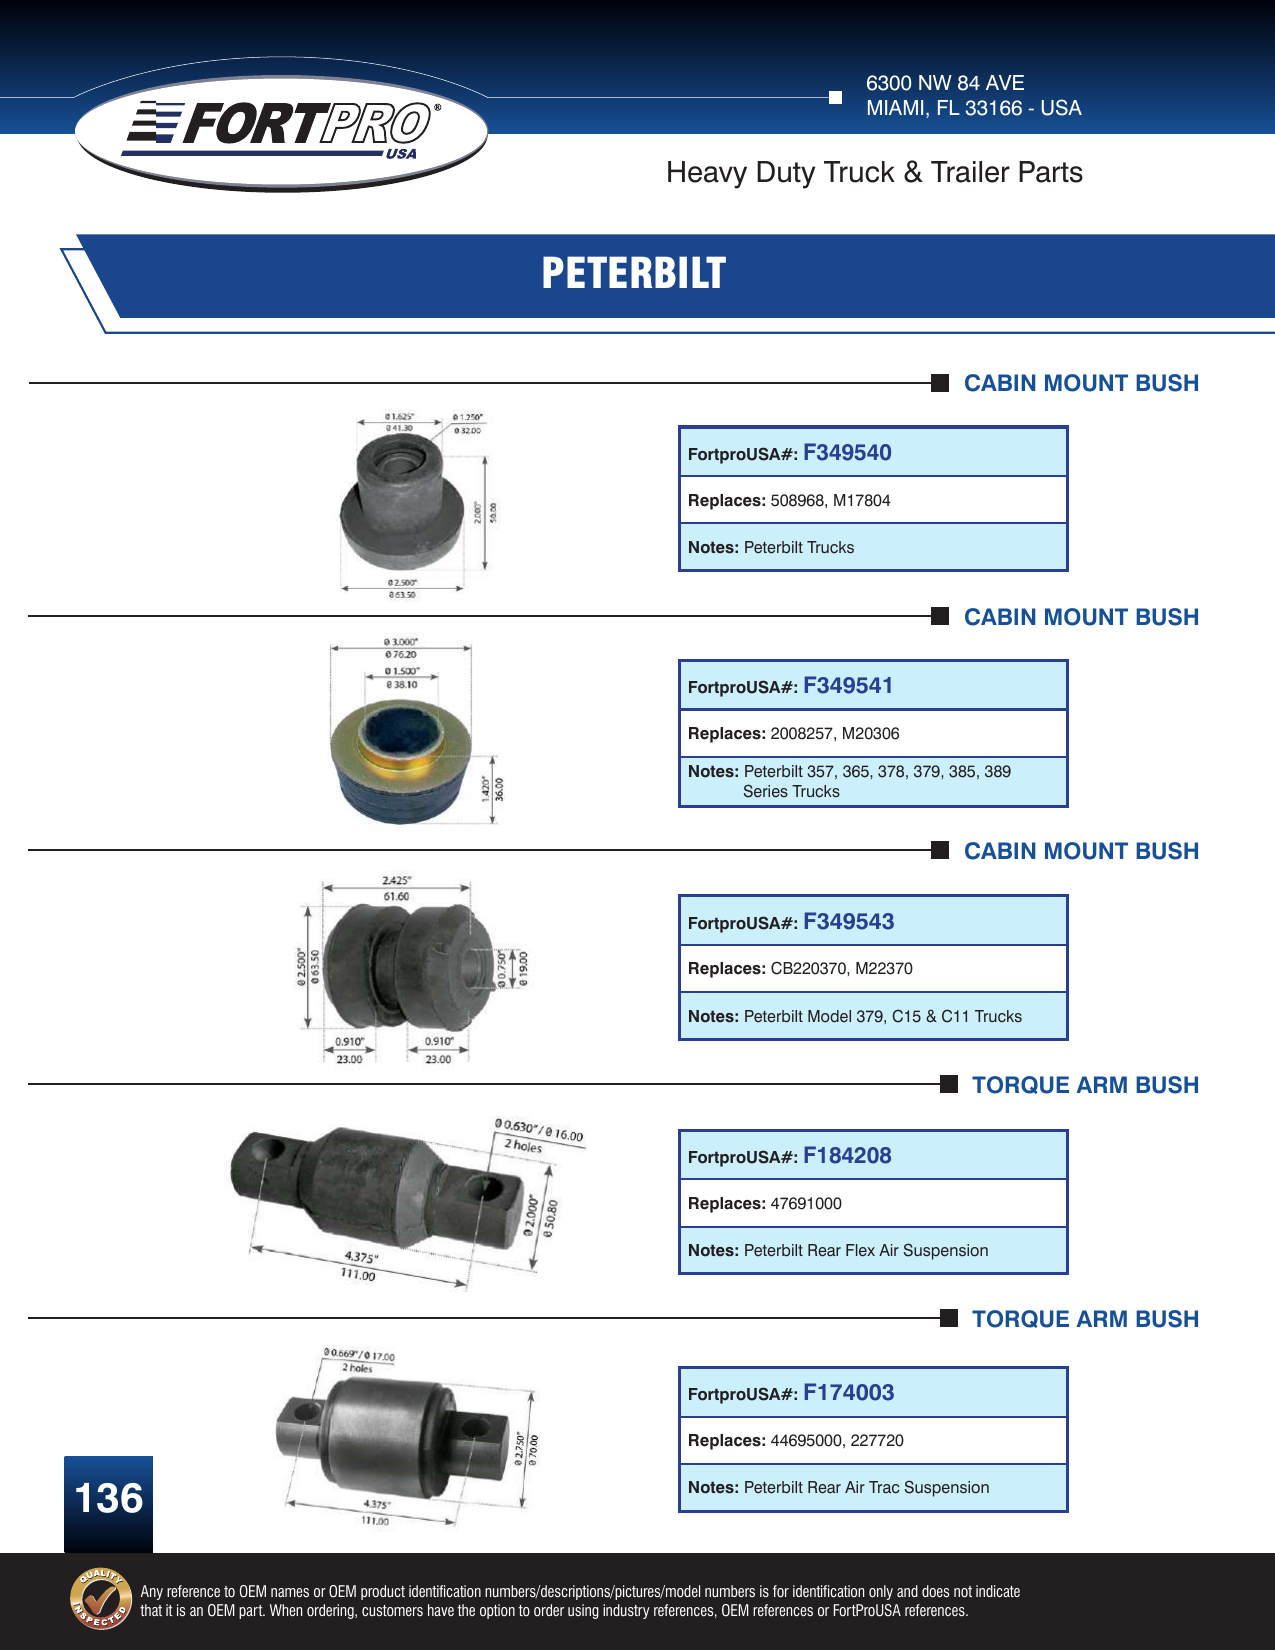 6300 NW 84 AVE
MIAMI, FL 33166 - USA
FORTPRO®
USA
Heavy Duty Truck & Trailer Parts
PETERBILT
CABIN MOUNT BUSH
Ø 1.625"
Ø 41.30
Ø 1.250"
Ø 32.00
2.000"
50.00
Ø 2.500"
Ø 63.50
FortproUSA#: F349540
Replaces: 508968, M17804
Notes: Peterbilt Trucks
CABIN MOUNT BUSH
Ø 3.000"
Ø 76.20
Ø 1.500"
Ø 38.10
1.420"
36.00
FortproUSA#: F349541
Replaces: 2008257, M20306
Notes: Peterbilt 357, 365, 378, 379, 385, 389
Series Trucks
CABIN MOUNT BUSH
2.425"
61.60
Ø 2.500"
Ø 63.50
Ø 0.750"
Ø 19.00
0.910"
23.00
0.910"
23.00
FortproUSA#: F349543
Replaces: CB220370, M22370
Notes: Peterbilt Model 379, C15 & C11 Trucks
TORQUE ARM BUSH
Ø 0.630"/ Ø 16.00
2 holes
Ø 2.000"
Ø 50.80
4.375"
111.00
FortproUSA#: F184208
Replaces: 47691000
Notes: Peterbilt Rear Flex Air Suspension
TORQUE ARM BUSH
Ø 0.669"/ Ø 17.00
2 holes
Ø 2.750"
Ø 70.00
4.375"
111.00
FortproUSA#: F174003
Replaces: 44695000, 227720
Notes: Peterbilt Rear Air Trac Suspension
136
QUALITY
INSPECTED
Any reference to OEM names or OEM product identification numbers/descriptions/pictures/model numbers is for identification only and does not indicate
that it is an OEM part. When ordering, customers have the option to order using industry references, OEM references or FortProUSA references.